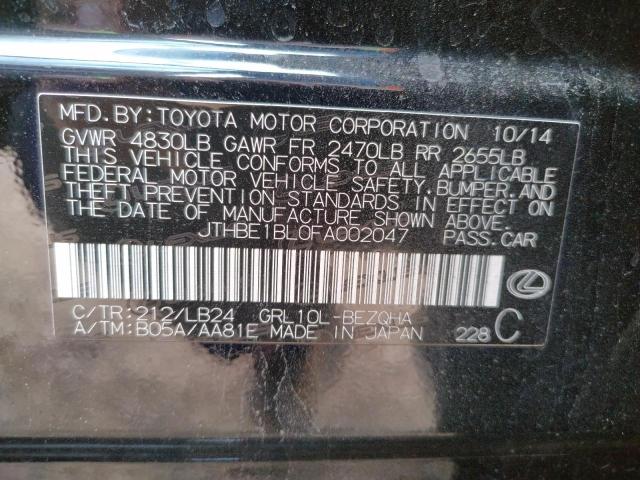 MFD.BY:TOYOTA MOTOR CORPORATION 10/14
GVWR 4830LB GAWR FR 2470LB RR 2655LB
THIS VEHICLE CONFORMS TO ALL APPLICABLE
FEDERAL MOTOR VEHICLE SAFETY,BUMPER,AND
THEFT PREVENTION STANDARDS IN EFFECT ON
THE DATE OF MANUFACTURE SHOWN ABOVE.
JTHBE1BL0FA002047 PASS.CAR
C/TR:212/LB24 GRL10L-BEZQHA
A/TM:B05A/AA81E MADE IN JAPAN 228 C